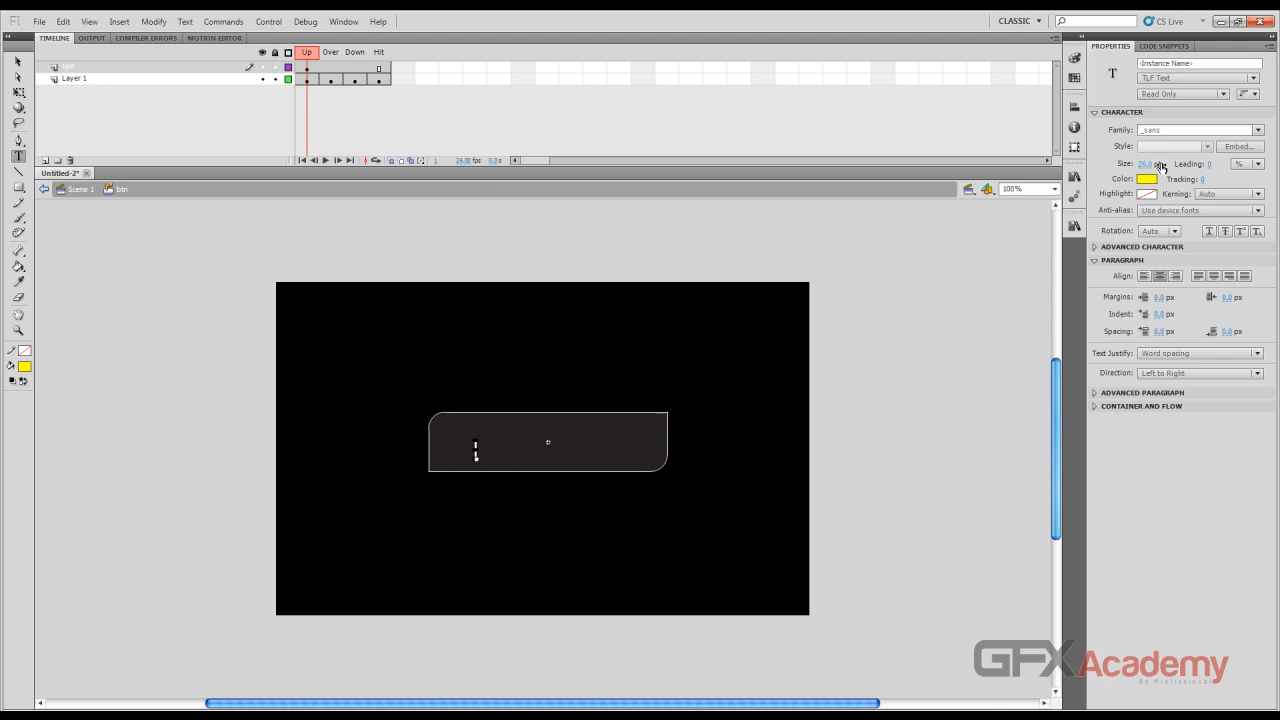 Fl File Edit View Insert Modify Text Commands Control Debug Window Help CLASSIC CS Live
TIMELINE OUTPUT COMPILER ERRORS MOTION EDITOR
Up Over Down Hit
text
Layer 1
1 24.00 fps 0.0 s
Untitled-2*
Scene 1 btn 100%
PROPERTIES CODE SNIPPETS
T
<Instance Name>
TLF Text
Read Only
CHARACTER
Family: _sans
Style: Embed...
Size: 26.0 Leading: 0 %
Color: Tracking: 0
Highlight: Kerning: Auto
Anti-alias: Use device fonts
Rotation: Auto T T T T
ADVANCED CHARACTER
PARAGRAPH
Align:
Margins: 0.0 px 0.0 px
Indent: 0.0 px
Spacing: 0.0 px 0.0 px
Text Justify: Word spacing
Direction: Left to Right
ADVANCED PARAGRAPH
CONTAINER AND FLOW
GFX Academy
Be Professional